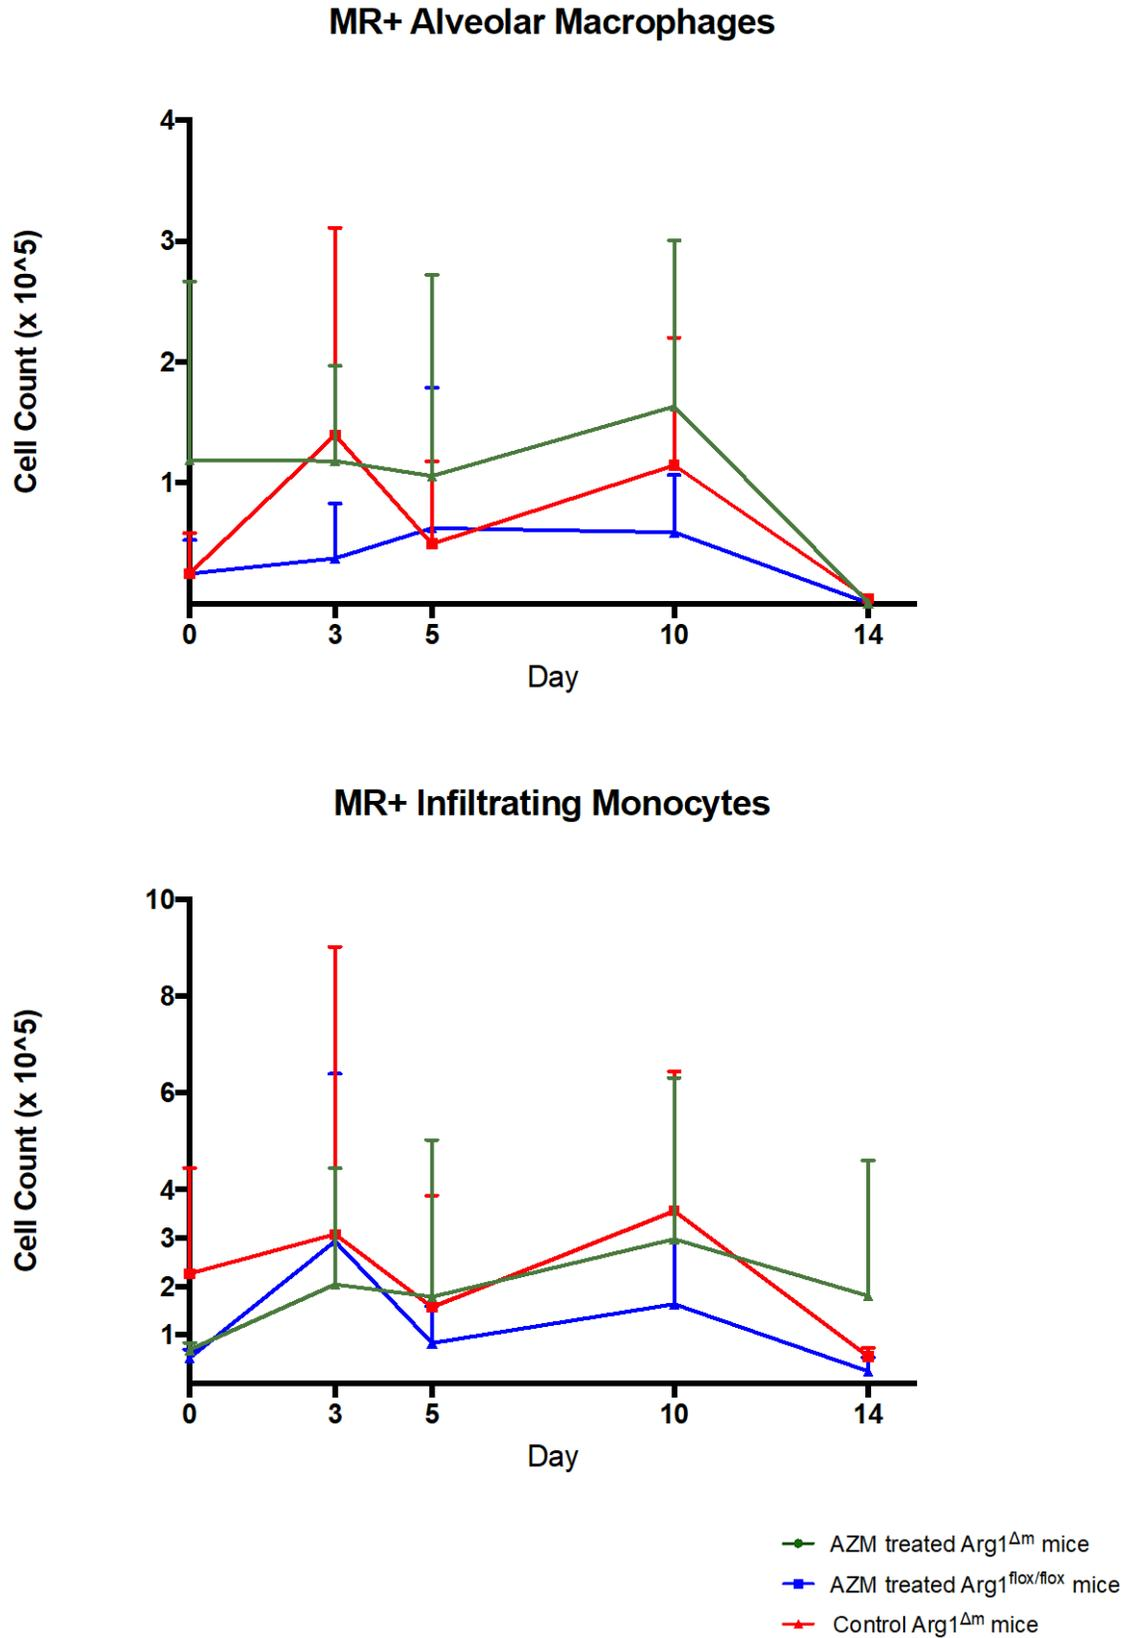 MR+ Alveolar Macrophages
4
3
2
1
Cell Count (x 10^5)
0 3 5 10 14
Day
MR+ Infiltrating Monocytes
10
8
6
4
3
2
1
Cell Count (x 10^5)
0 3 5 10 14
Day
AZM treated Arg1Δm mice
AZM treated Arg1flox/flox mice
Control Arg1Δm mice